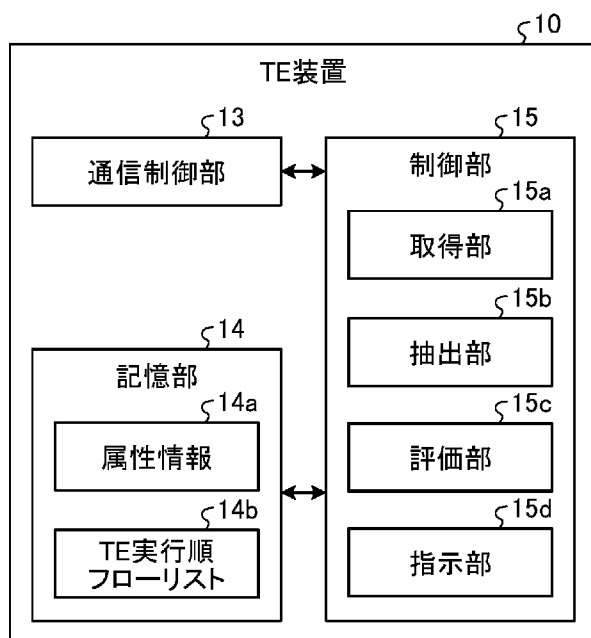 10
TE装置
13
通信制御部
15
制御部
15a
取得部
15b
抽出部
14
記憶部
14a
属性情報
15c
評価部
14b
TE実行順
フローリスト
15d
指示部